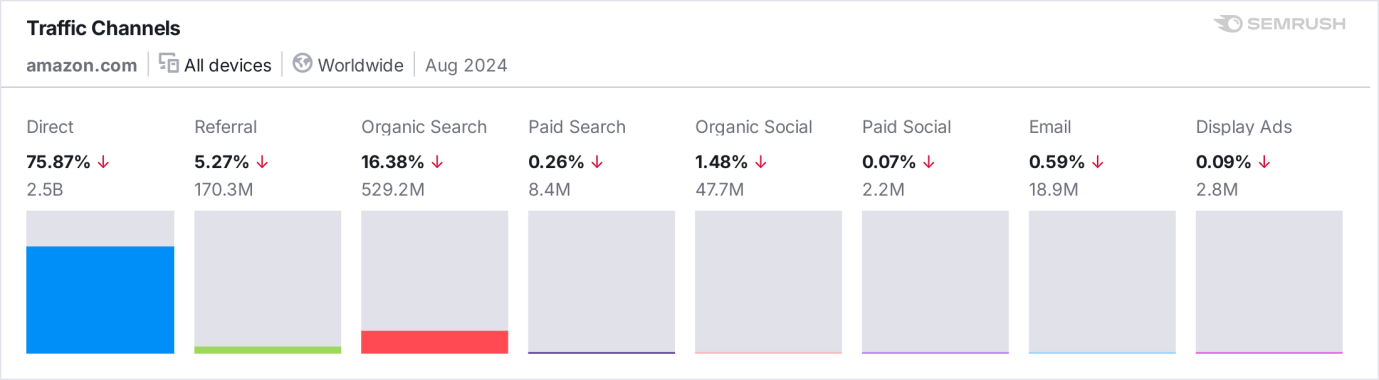 Traffic Channels
SEMRUSH
amazon.com All devices Worldwide Aug 2024
Direct Referral Organic Search Paid Search Organic Social Paid Social Email Display Ads
75.87% ↓ 5.27% ↓ 16.38% ↓ 0.26% ↓ 1.48% ↓ 0.07% ↓ 0.59% ↓ 0.09% ↓
2.5B 170.3M 529.2M 8.4M 47.7M 2.2M 18.9M 2.8M